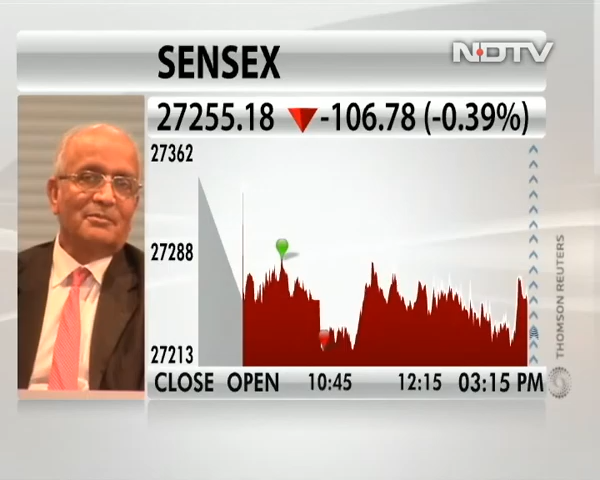 NDTV
SENSEX
27255.18 -106.78 (-0.39%)
27362
27288
27213
CLOSE OPEN 10:45 12:15 03:15 PM
THOMSON REUTERS